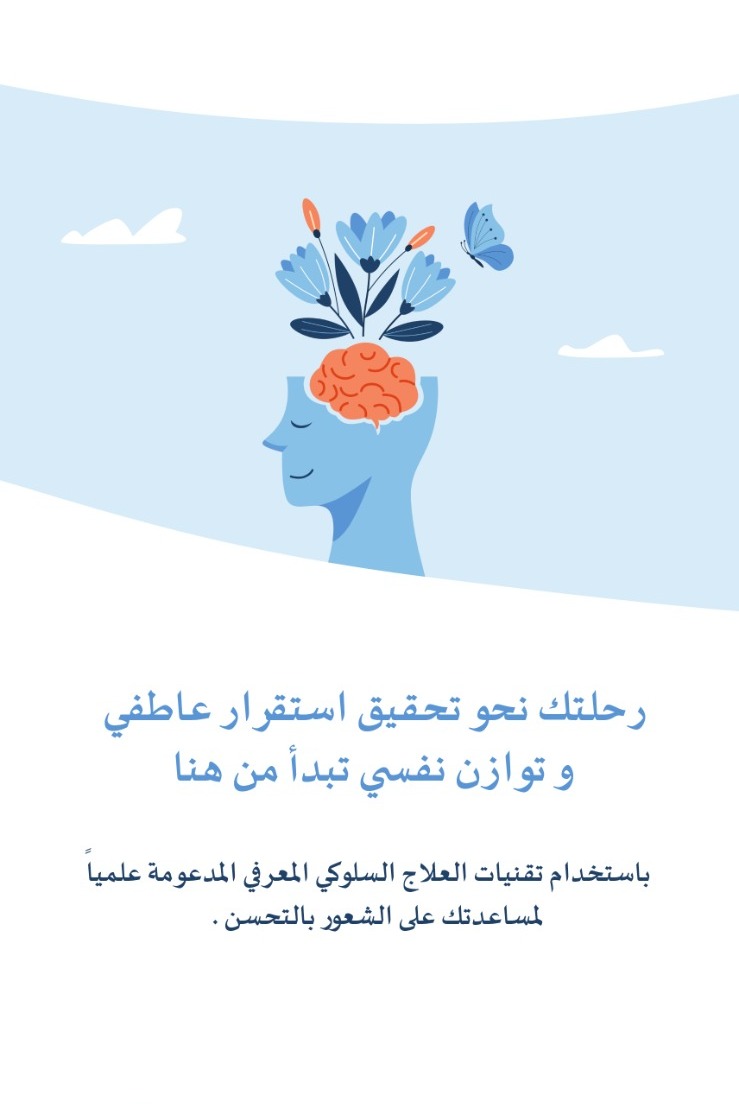 رحلتك نحو تحقيق استقرار عاطفي
و توازن نفسي تبدأ من هنا
باستخدام تقنيات العلاج السلوكي المعرفي المدعومة علمياً
لمساعدتك على الشعور بالتحسن .